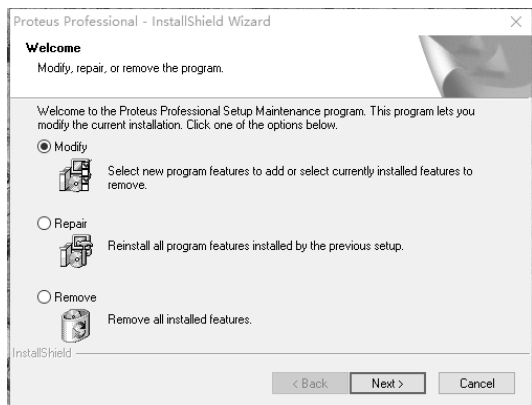 Proteus Professional - InstallShield Wizard
Welcome
Modify, repair, or remove the program.
Welcome to the Proteus Professional Setup Maintenance program. This program lets you
modify the current installation. Click one of the options below.
Modify
Select new program features to add or select currently installed features to
remove.
Repair
Reinstall all program features installed by the previous setup.
Remove
Remove all installed features.
InstallShield
< Back Next > Cancel